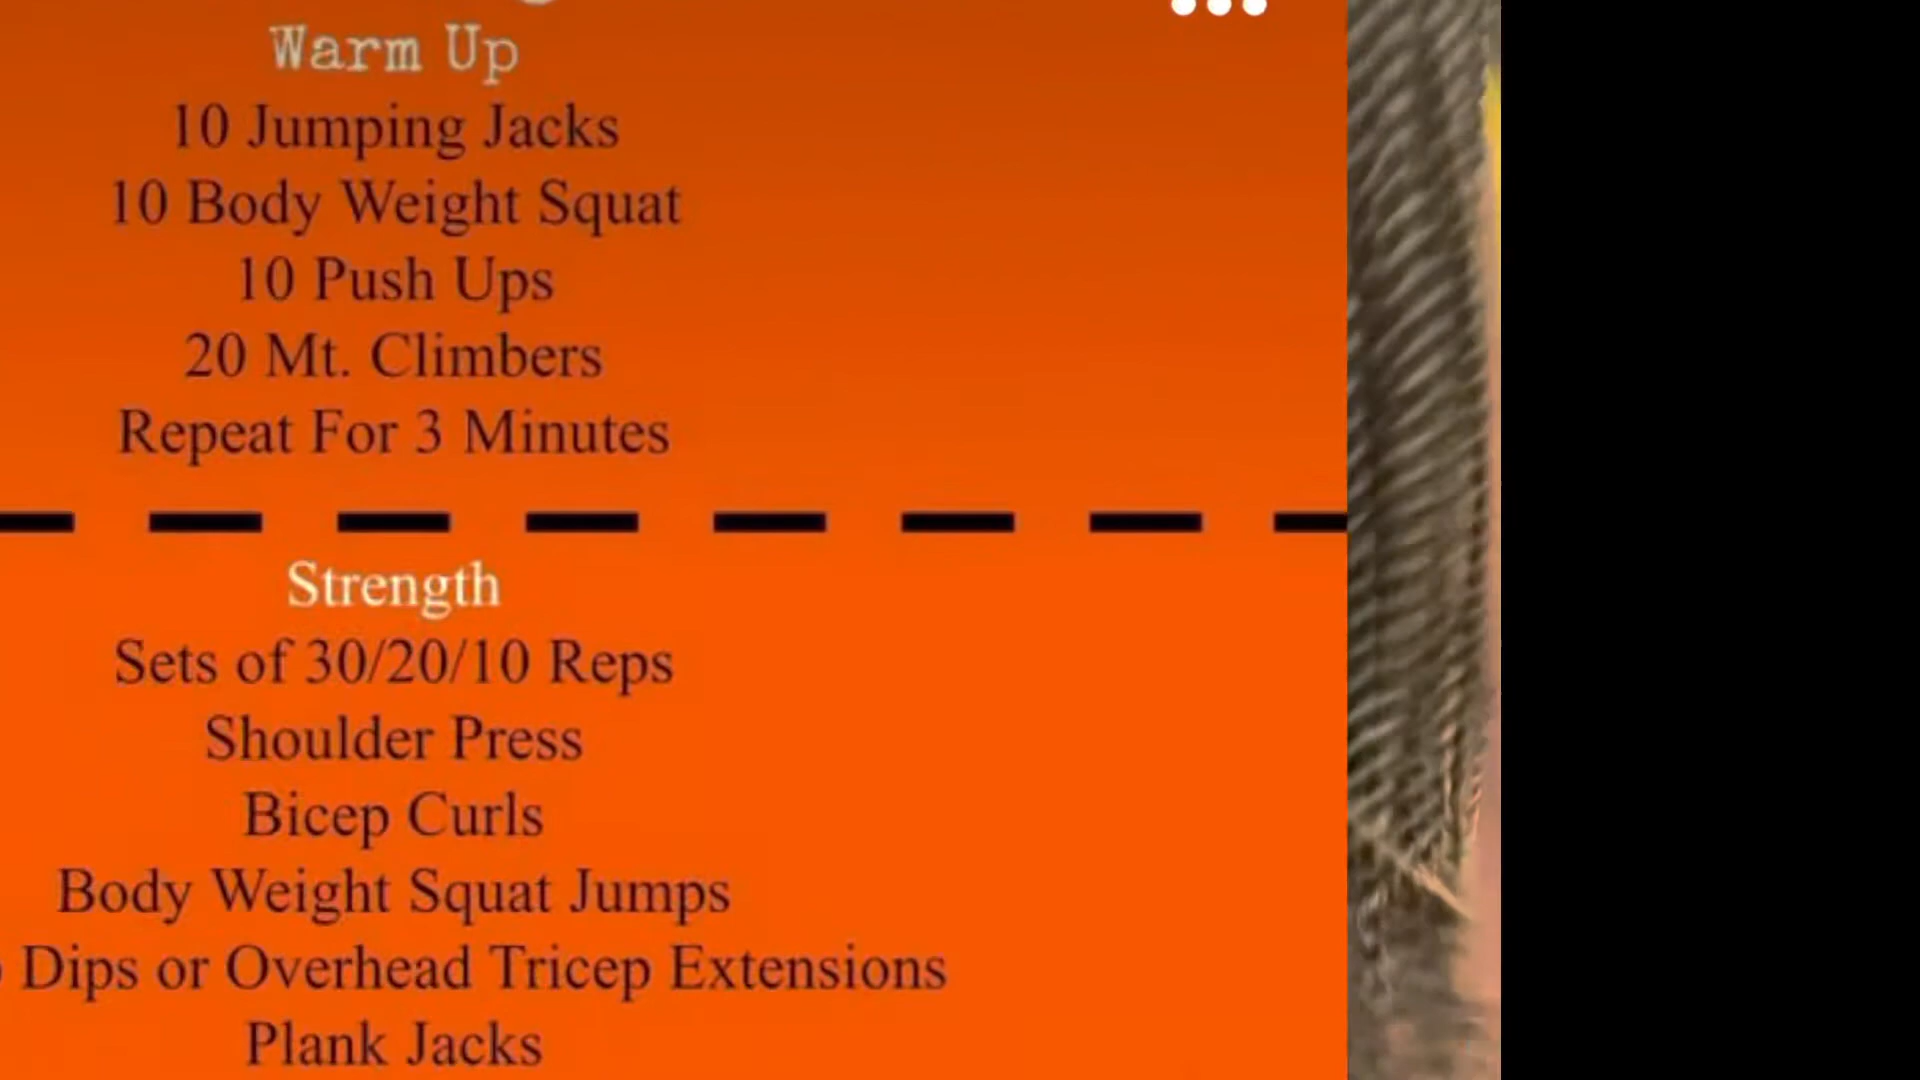 Warm Up
10 Jumping Jacks
10 Body Weight Squat
10 Push Ups
20 Mt. Climbers
Repeat For 3 Minutes
Strength
Sets of 30/20/10 Reps
Shoulder Press
Bicep Curls
Body Weight Squat Jumps
Dips or Overhead Tricep Extensions
Plank Jacks